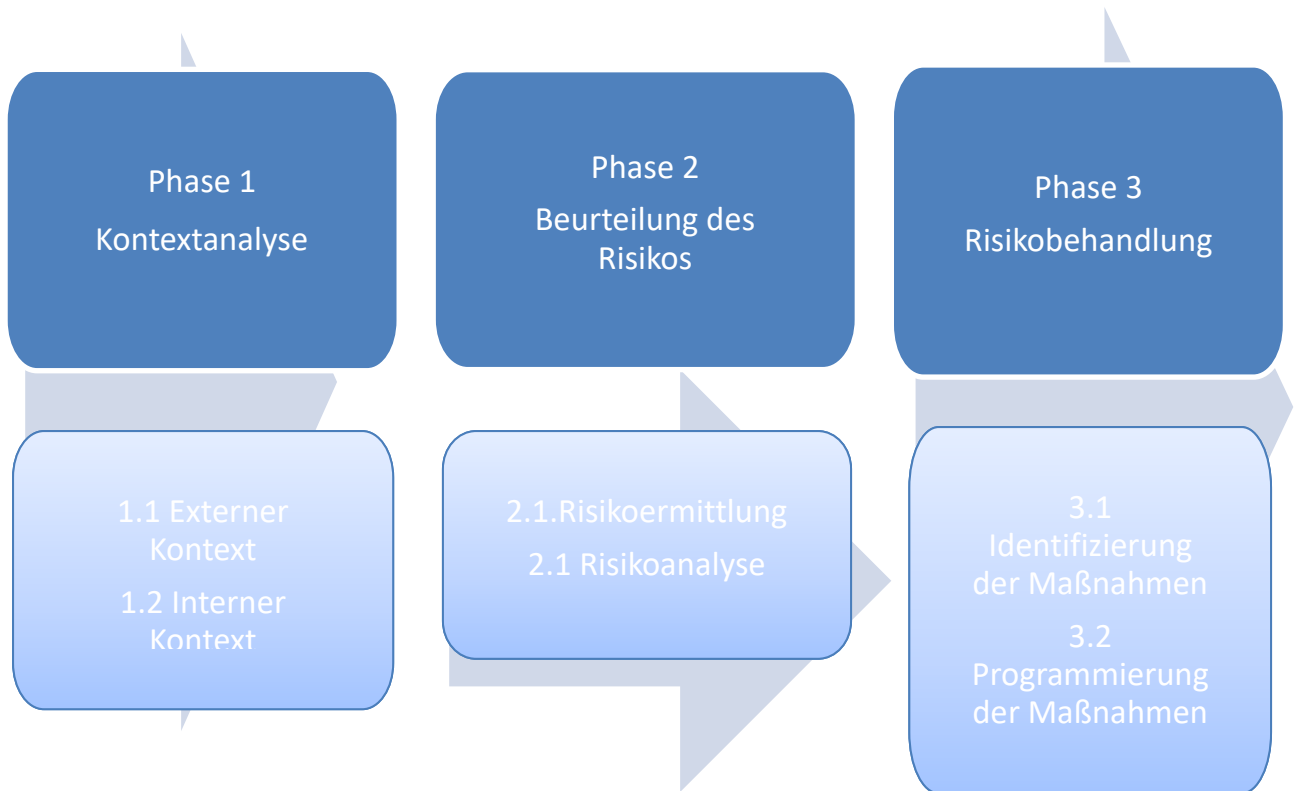 Phase 1
Kontextanalyse
Phase 2
Beurteilung des
Risikos
Phase 3
Risikobehandlung
1.1 Externer
Kontext
1.2 Interner
Kontext
2.1.Risikoermittlung
2.1 Risikoanalyse
3.1
Identifizierung
der Maßnahmen
3.2
Programmierung
der Maßnahmen